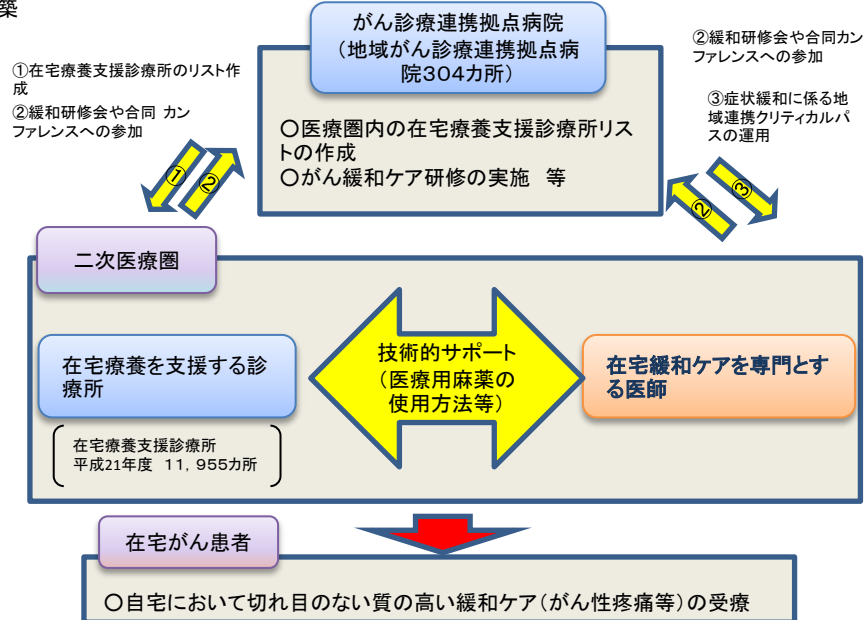 築
がん診療連携拠点病院
(地域がん診療連携拠点病
院304カ所)
①在宅療養支援診療所のリスト作
成
②緩和研修会や合同 カン
ファレンスへの参加
②緩和研修会や合同カン
ファレンスへの参加
③症状緩和に係る地
域連携クリティカルパ
スの運用
○医療圏内の在宅療養支援診療所リス
トの作成
○がん緩和ケア研修の実施 等
①
②
②
③
二次医療圏
在宅療養を支援する診
療所
技術的サポート
(医療用麻薬の
使用方法等)
在宅緩和ケアを専門とす
る医師
在宅療養支援診療所
平成21年度 11,955カ所
在宅がん患者
○自宅において切れ目のない質の高い緩和ケア(がん性疼痛等)の受療